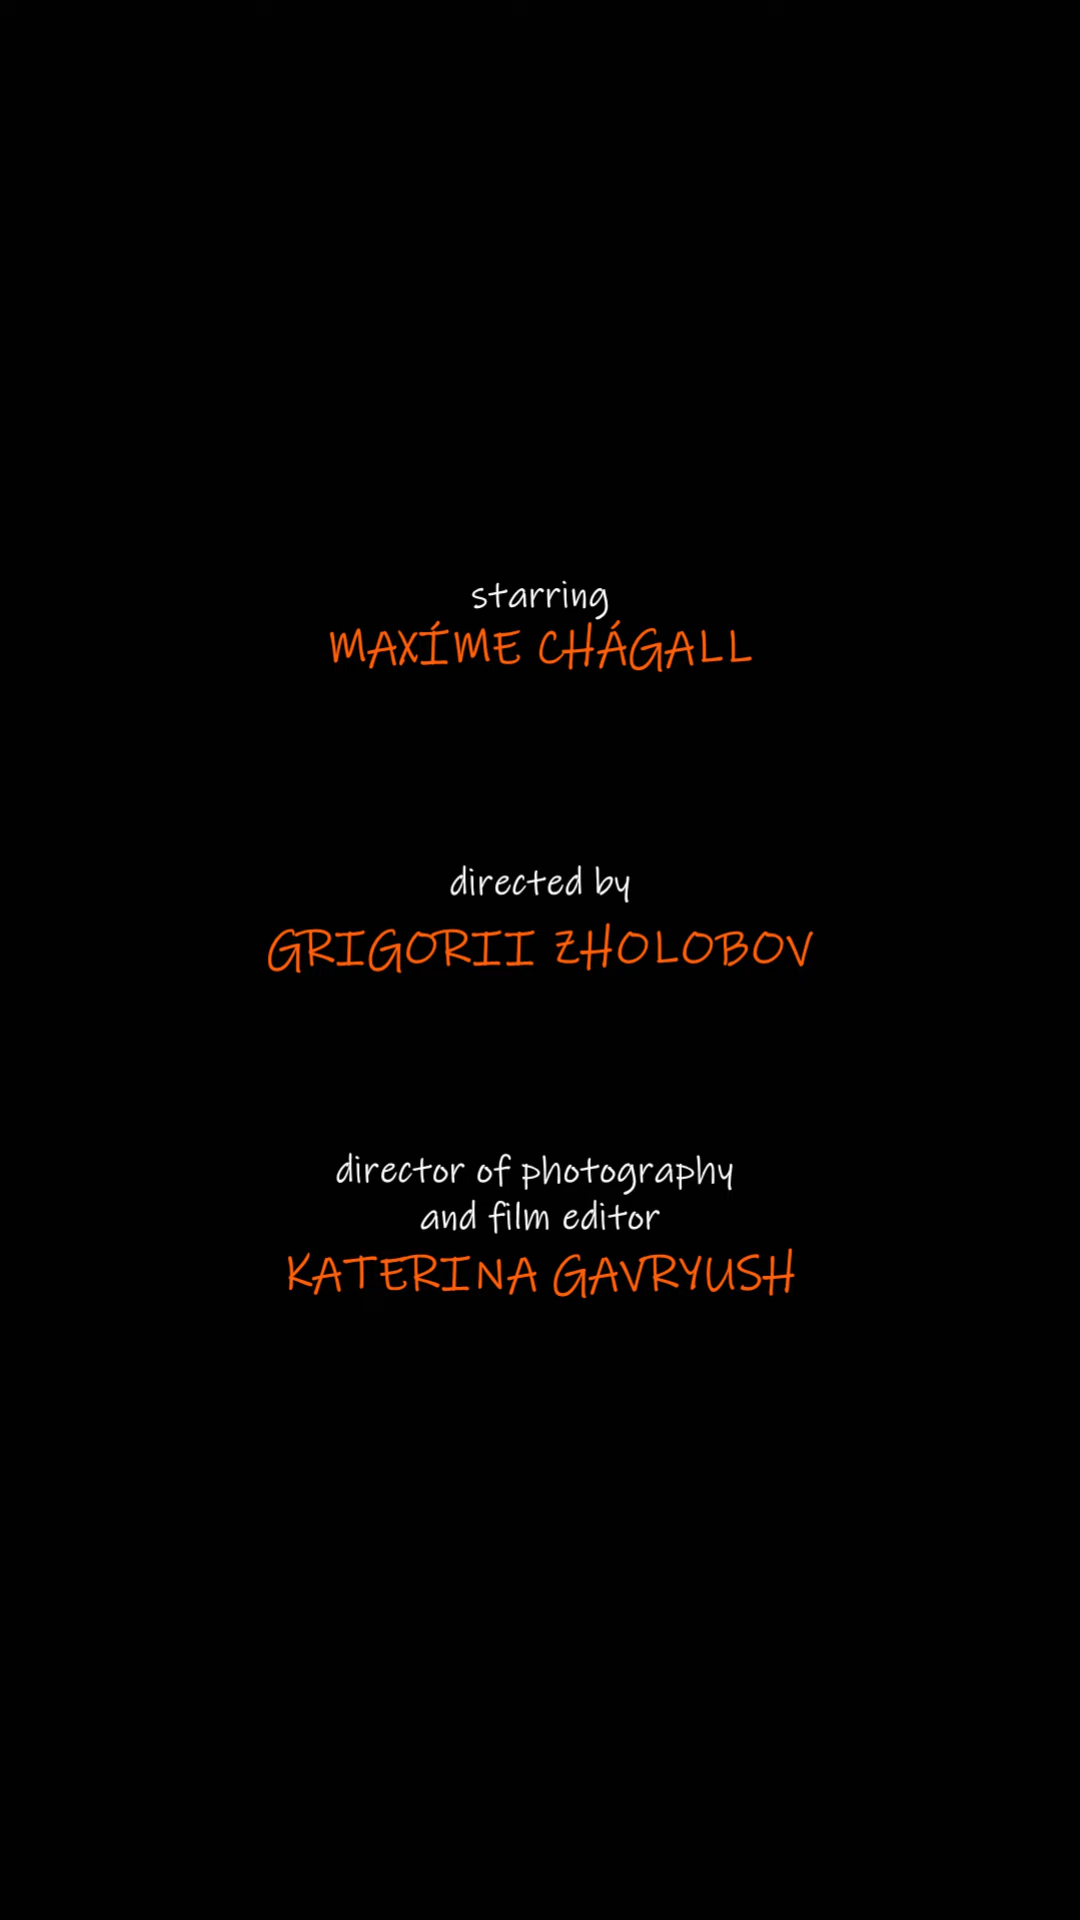 starring
MAXÍME CHÁGALL
directed by
GRIGORII ZHOLOBOV
director of photography
and film editor
KATERINA GAVRYUSH